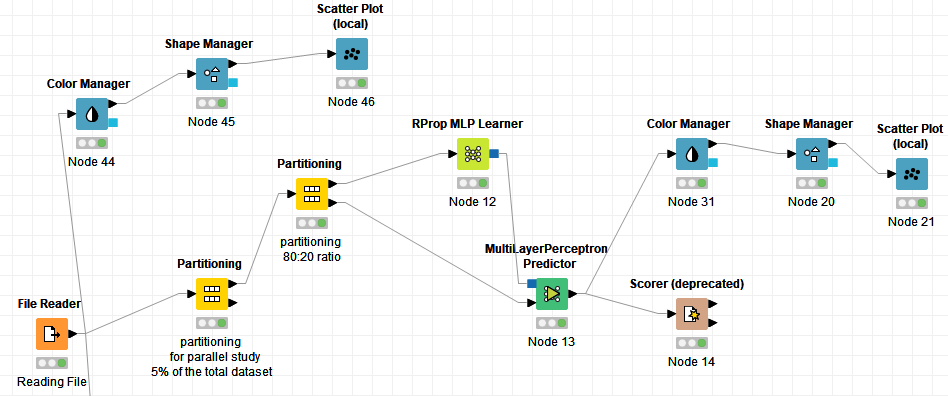 Scatter Plot
(local)
Node 46
Shape Manager
Node 45
Color Manager
Node 44
RProp MLP Learner
Node 12
Color Manager
Node 31
Shape Manager
Node 20
Scatter Plot
(local)
Node 21
Partitioning
partitioning
80:20 ratio
MultiLayerPerceptron
Predictor
Node 13
Scorer (deprecated)
Node 14
Partitioning
partitioning
for parallel study
5% of the total dataset
File Reader
Reading File